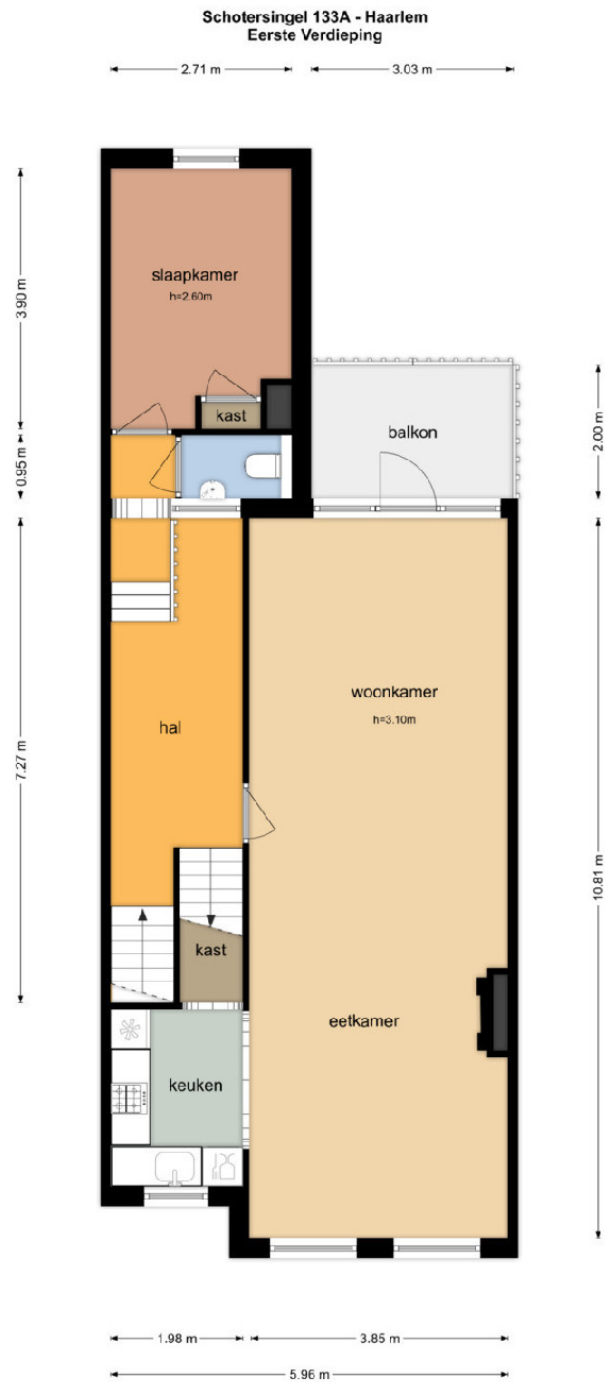 Schotersingel 133A - Haarlem
Eerste Verdieping
2.71 m
3.03 m
3.90 m
slaapkamer
h=2.60m
kast
0.95 m
balkon
2.00 m
7.27 m
woonkamer
h=3.10m
hal
10.81 m
kast
eetkamer
keuken
1.98 m
3.85 m
5.96 m